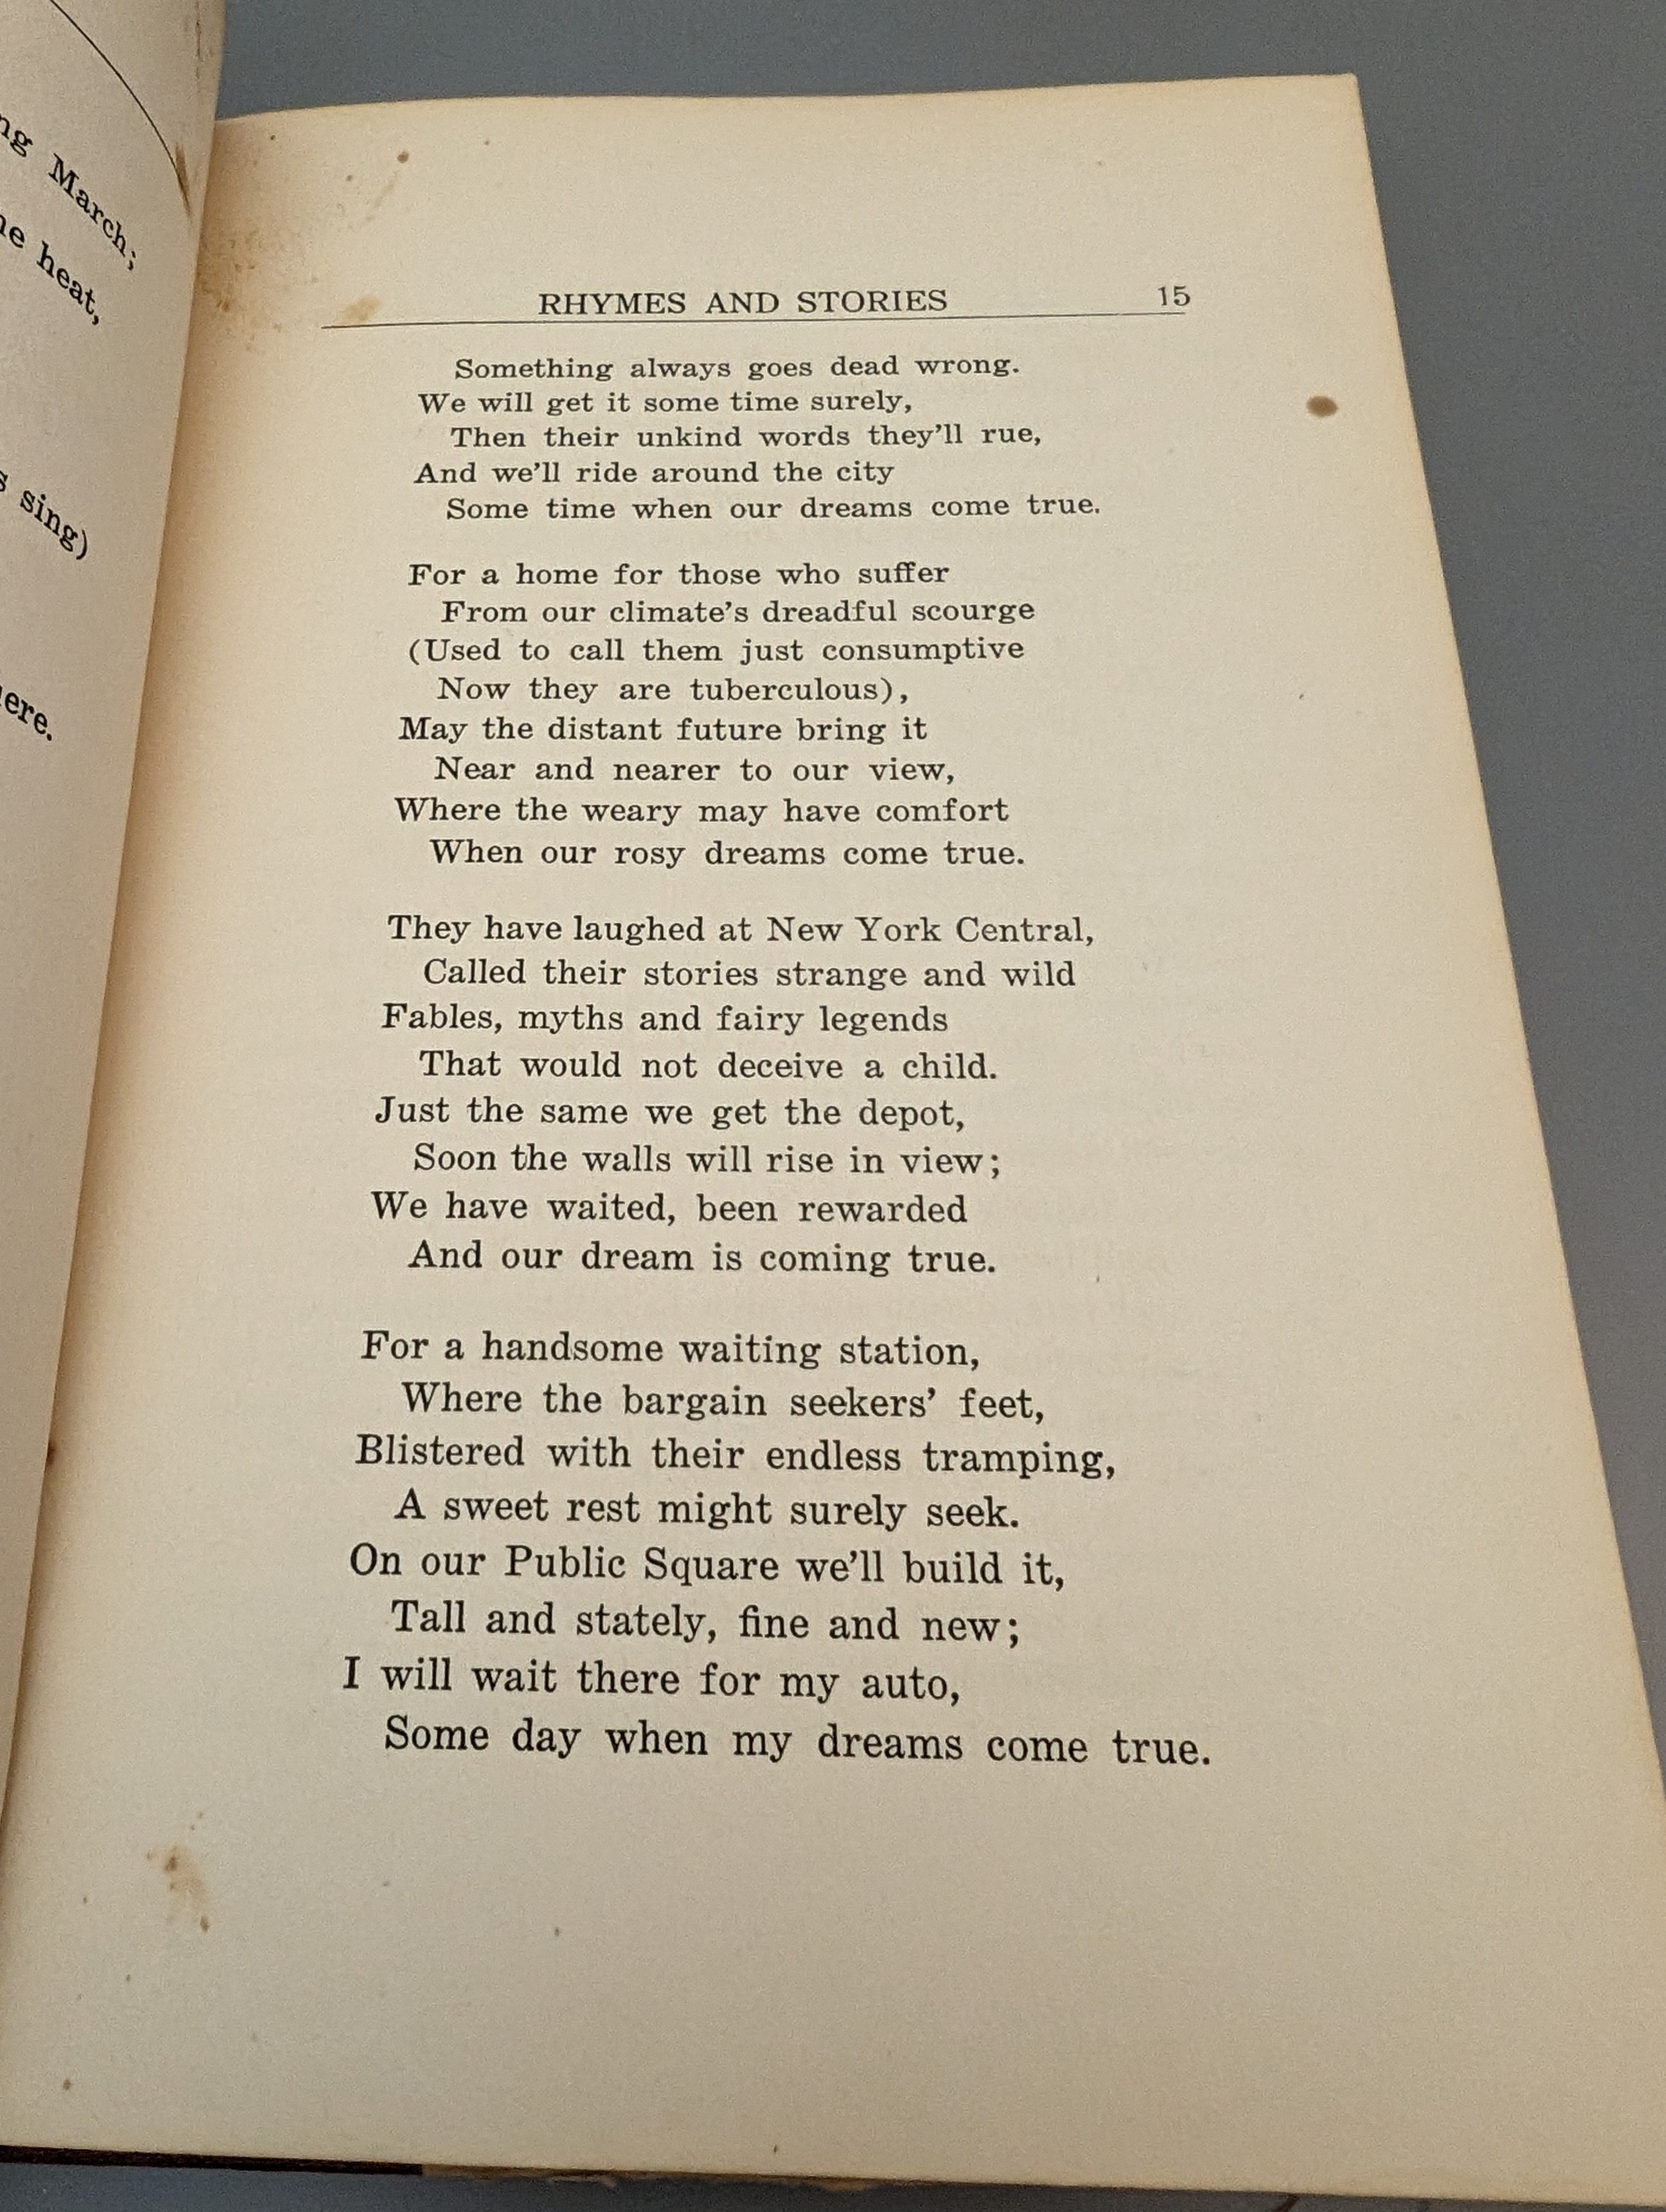 March;
heat,
sing)
RHYMES AND STORIES 15
Something always goes dead wrong.
We will get it some time surely,
Then their unkind words they'll rue,
And we'll ride around the city
Some time when our dreams come true.
For a home for those who suffer
From our climate's dreadful scourge
(Used to call them just consumptive
Now they are tuberculous),
May the distant future bring it
Near and nearer to our view,
Where the weary may have comfort
When our rosy dreams come true.
They have laughed at New York Central,
Called their stories strange and wild
Fables, myths and fairy legends
That would not deceive a child.
Just the same we get the depot,
Soon the walls will rise in view;
We have waited, been rewarded
And our dream is coming true.
For a handsome waiting station,
Where the bargain seekers' feet,
Blistered with their endless tramping,
A sweet rest might surely seek.
On our Public Square we'll build it,
Tall and stately, fine and new;
I will wait there for my auto,
Some day when my dreams come true.